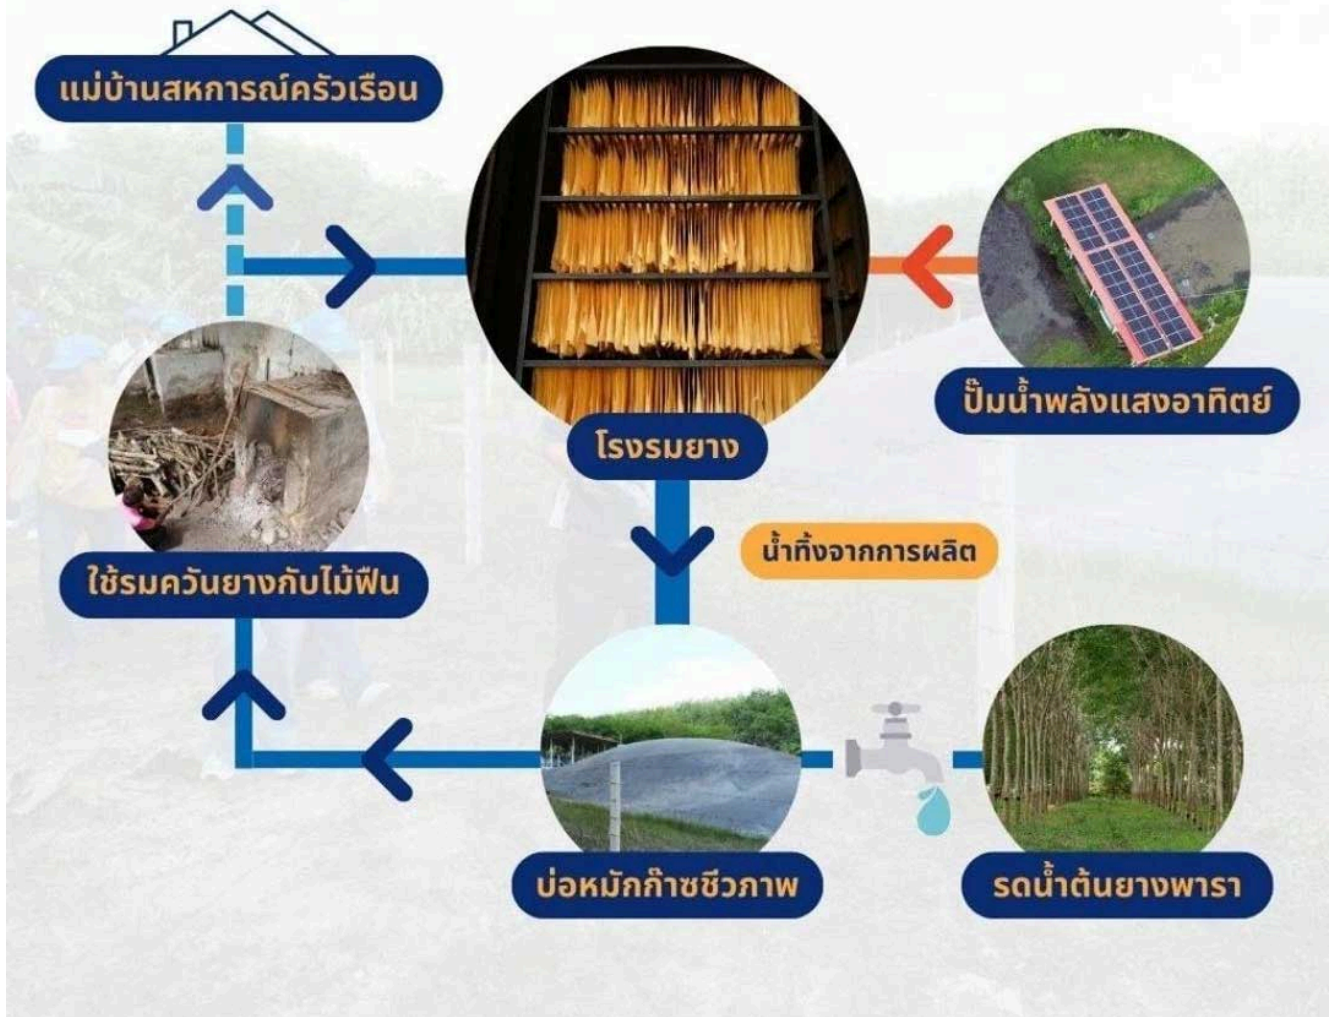 แม่บ้านสหการณ์ครัวเรือน
ปั๊มน้ำพลังแสงอาทิตย์
โรงรมยาง
น้ำทิ้งจากการผลิต
ใช้รมควันยางกับไม้ฟืน
บ่อหมักก๊าซชีวภาพ
รดน้ำต้นยางพารา